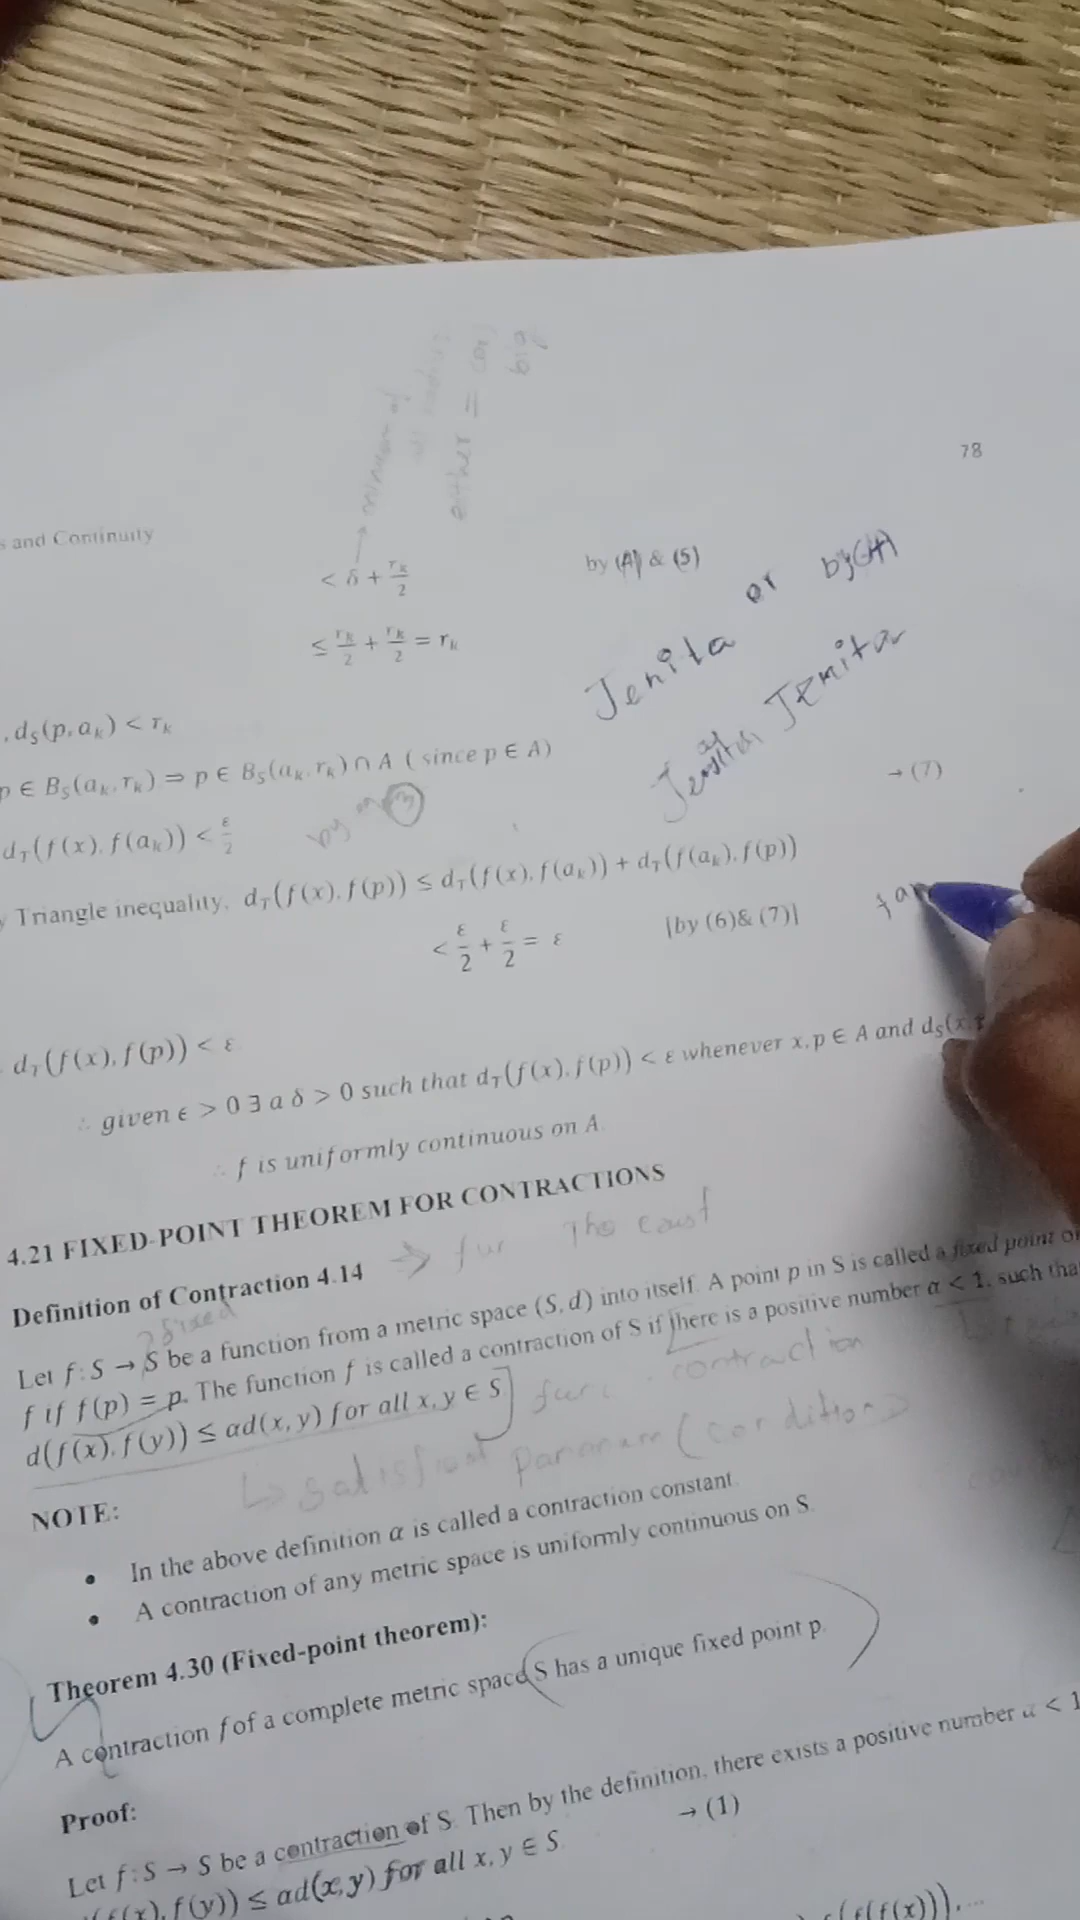 78
and Continuity
< δ + r_k/2 by (A) & (5)
≤ r_k/2 + r_k/2 = r_k
or by(A)
Jenita
Jenita
d_S(p, a_k) < r_k
p ∈ B_S(a_k, r_k) ⇒ p ∈ B_S(a_k, r_k) ∩ A ( since p ∈ A)
→ (7)
d_T(f(x), f(a_k)) < ε/2
by
Triangle inequality, d_T(f(x), f(p)) ≤ d_T(f(x), f(a_k)) + d_T(f(a_k), f(p))
< ε/2 + ε/2 = ε [by (6)& (7)]
d_T(f(x), f(p)) < ε
∴ given ϵ > 0 ∃ a δ > 0 such that d_T(f(x), f(p)) < ε whenever x, p ∈ A and d_S(x,
∴ f is uniformly continuous on A.
4.21 FIXED-POINT THEOREM FOR CONTRACTIONS
Definition of Contraction 4.14
fixed
Let f: S → S be a function from a metric space (S, d) into itself. A point p in S is called a fixed point of
f if f(p) = p. The function f is called a contraction of S if there is a positive number α < 1, such tha
d(f(x), f(y)) ≤ αd(x, y) for all x, y ∈ S
contraction
(condition)
NOTE:
• In the above definition α is called a contraction constant.
• A contraction of any metric space is uniformly continuous on S.
Theorem 4.30 (Fixed-point theorem):
A contraction f of a complete metric space S has a unique fixed point p.
Proof:
Let f: S → S be a contraction of S. Then by the definition, there exists a positive number α < 1
(f(x), f(y)) ≤ αd(x, y) for all x, y ∈ S. → (1)
(f(f(x))), ...